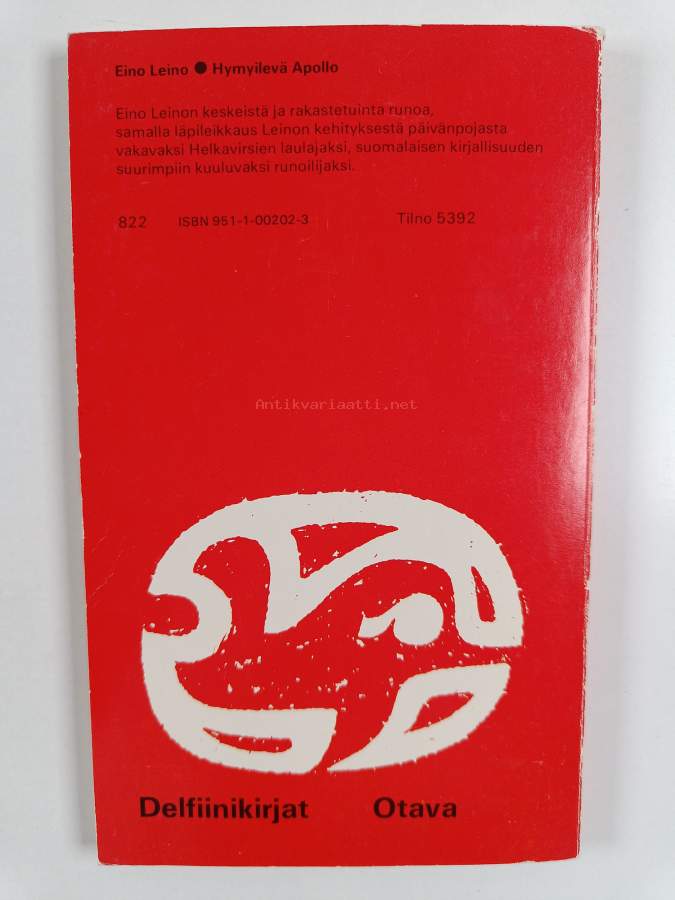 Eino Leino ● Hymyilevä Apollo
Eino Leinon keskeistä ja rakastetuinta runoa,
samalla läpileikkaus Leinon kehityksestä päivänpojasta
vakavaksi Helkavirsien laulajaksi, suomalaisen kirjallisuuden
suurimpiin kuuluvaksi runoilijaksi.
822 ISBN 951-1-00202-3 Tilno 5392
Antikvariaatti.net
Delfiinikirjat Otava